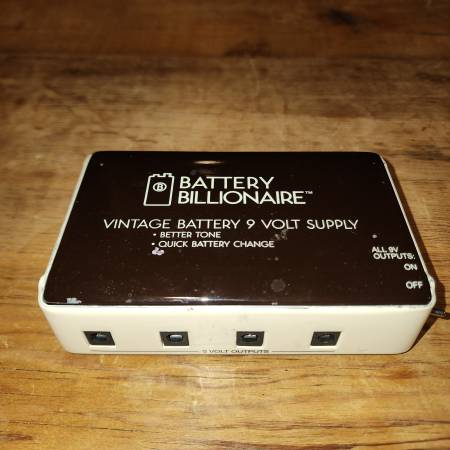 B
BATTERY
BILLIONAIRE™
VINTAGE BATTERY 9 VOLT SUPPLY
• BETTER TONE
• QUICK BATTERY CHANGE
ALL 9V
OUTPUTS:
ON
OFF
9 VOLT OUTPUTS